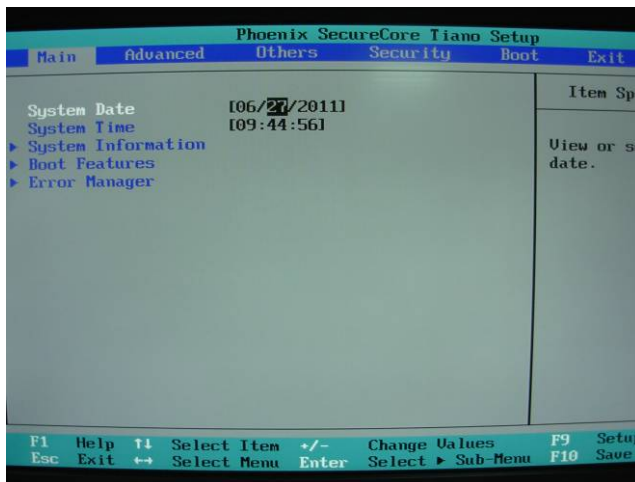 Phoenix SecureCore Tiano Setup
Main Advanced Others Security Boot Exit
Item Sp
System Date [06/27/2011]
System Time [09:44:56]
▶ System Information
▶ Boot Features
▶ Error Manager
View or s
date.
F1 Help ↑↓ Select Item +/- Change Values F9 Setu
Esc Exit ↔ Select Menu Enter Select ▶ Sub-Menu F10 Save